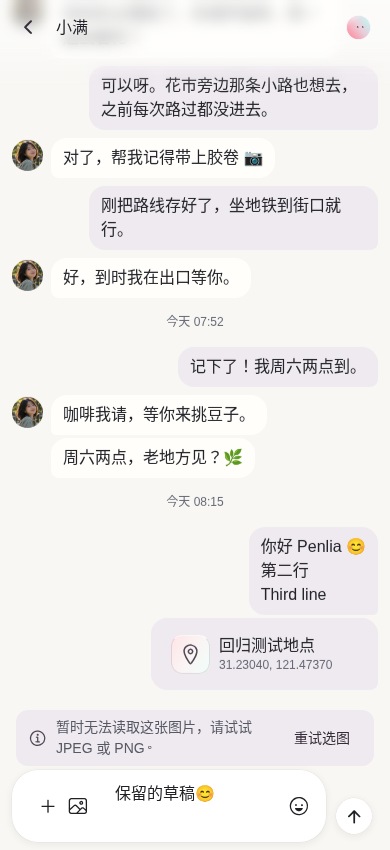 小满
可以呀。花市旁边那条小路也想去，
之前每次路过都没进去。
对了，帮我记得带上胶卷 📷
刚把路线存好了，坐地铁到街口就
行。
好，到时我在出口等你。
今天 07:52
记下了！我周六两点到。
咖啡我请，等你来挑豆子。
周六两点，老地方见？🌿
今天 08:15
你好 Penlia 😊
第二行
Third line
回归测试地点
31.23040, 121.47370
暂时无法读取这张图片，请试试
JPEG 或 PNG。
重试选图
保留的草稿😊